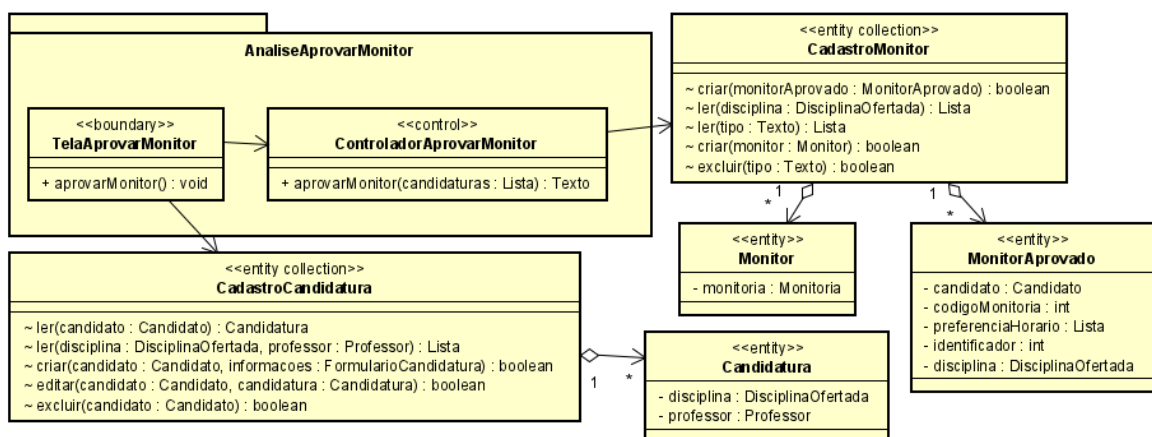 AnaliseAprovarMonitor
<<boundary>>
TelaAprovarMonitor
+ aprovarMonitor() : void
<<control>>
ControladorAprovarMonitor
+ aprovarMonitor(candidaturas : Lista) : Texto
<<entity collection>>
CadastroMonitor
~ criar(monitorAprovado : MonitorAprovado) : boolean
~ ler(disciplina : DisciplinaOfertada) : Lista
~ ler(tipo : Texto) : Lista
~ criar(monitor : Monitor) : boolean
~ excluir(tipo : Texto) : boolean
1
*
1
*
<<entity>>
Monitor
- monitoria : Monitoria
<<entity>>
MonitorAprovado
- candidato : Candidato
- codigoMonitoria : int
- preferenciaHorario : Lista
- identificador : int
- disciplina : DisciplinaOfertada
<<entity collection>>
CadastroCandidatura
~ ler(candidato : Candidato) : Candidatura
~ ler(disciplina : DisciplinaOfertada, professor : Professor) : Lista
~ criar(candidato : Candidato, informacoes : FormularioCandidatura) : boolean
~ editar(candidato : Candidato, candidatura : Candidatura) : boolean
~ excluir(candidato : Candidato) : boolean
1
*
<<entity>>
Candidatura
- disciplina : DisciplinaOfertada
- professor : Professor